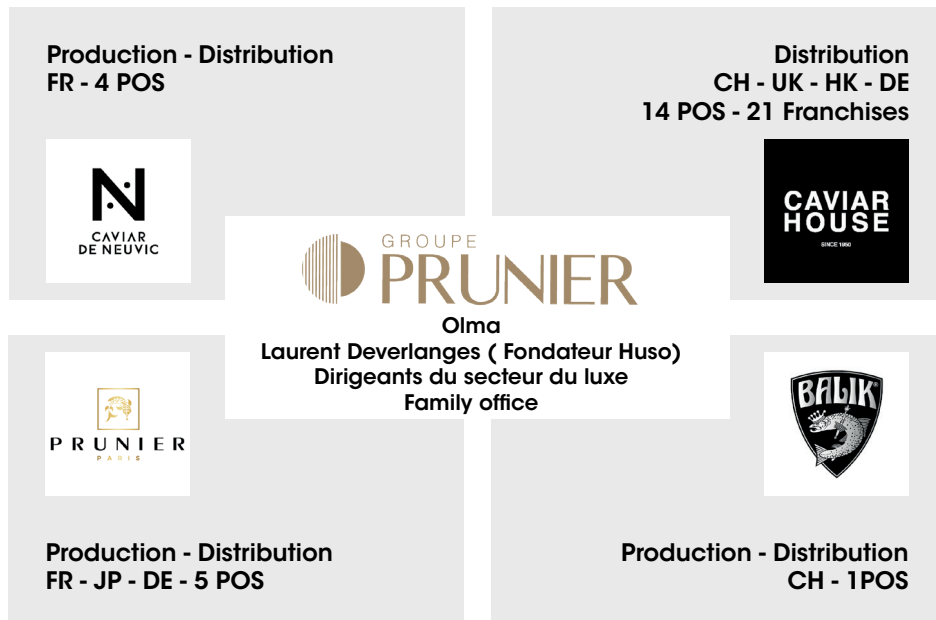 Production - Distribution
FR - 4 POS
N
CAVIAR
DE NEUVIC
Distribution
CH - UK - HK - DE
14 POS - 21 Franchises
CAVIAR
HOUSE
SINCE 1950
GROUPE
PRUNIER
Olma
Laurent Deverlanges ( Fondateur Huso)
Dirigeants du secteur du luxe
Family office
PRUNIER
PARIS
Production - Distribution
FR - JP - DE - 5 POS
BALIK®
Production - Distribution
CH - 1POS